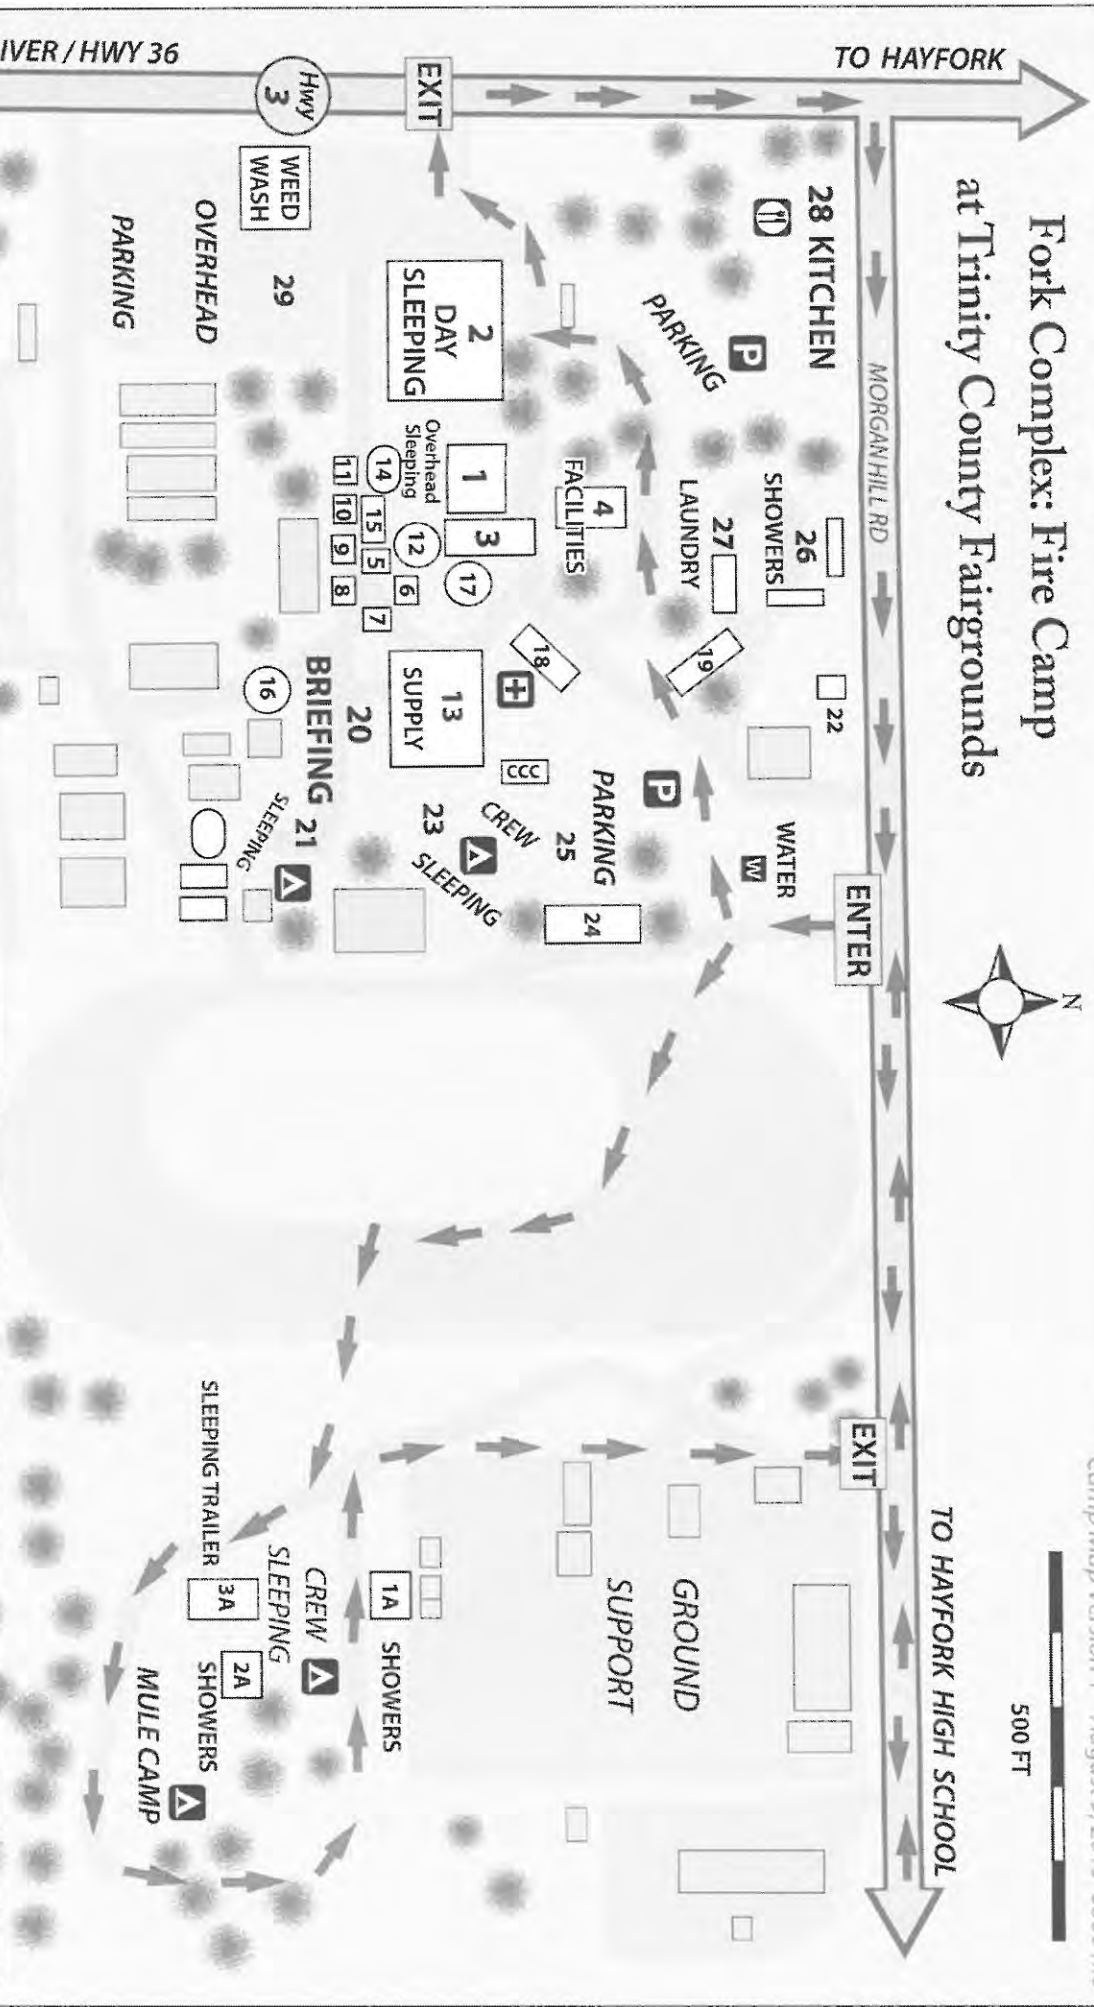 Fork Complex: Fire Camp
at Trinity County Fairgrounds
N
500 FT
TO HAYFORK
IVER / HWY 36
Hwy
3
EXIT
MORGAN HILL RD
ENTER
EXIT
TO HAYFORK HIGH SCHOOL
28 KITCHEN
P
PARKING
26
SHOWERS
27
LAUNDRY
4
FACILITIES
19
22
18
WATER
W
P
PARKING
25
24
CREW
SLEEPING
23
CCC
13
SUPPLY
20
BRIEFING
21
SLEEPING
16
2
DAY
SLEEPING
1
3
Overhead
Sleeping
17
12
14
15
5
6
7
8
9
10
11
WEED
WASH
29
OVERHEAD
PARKING
GROUND
SUPPORT
1A
SHOWERS
CREW
SLEEPING
SLEEPING TRAILER
3A
2A
SHOWERS
MULE CAMP